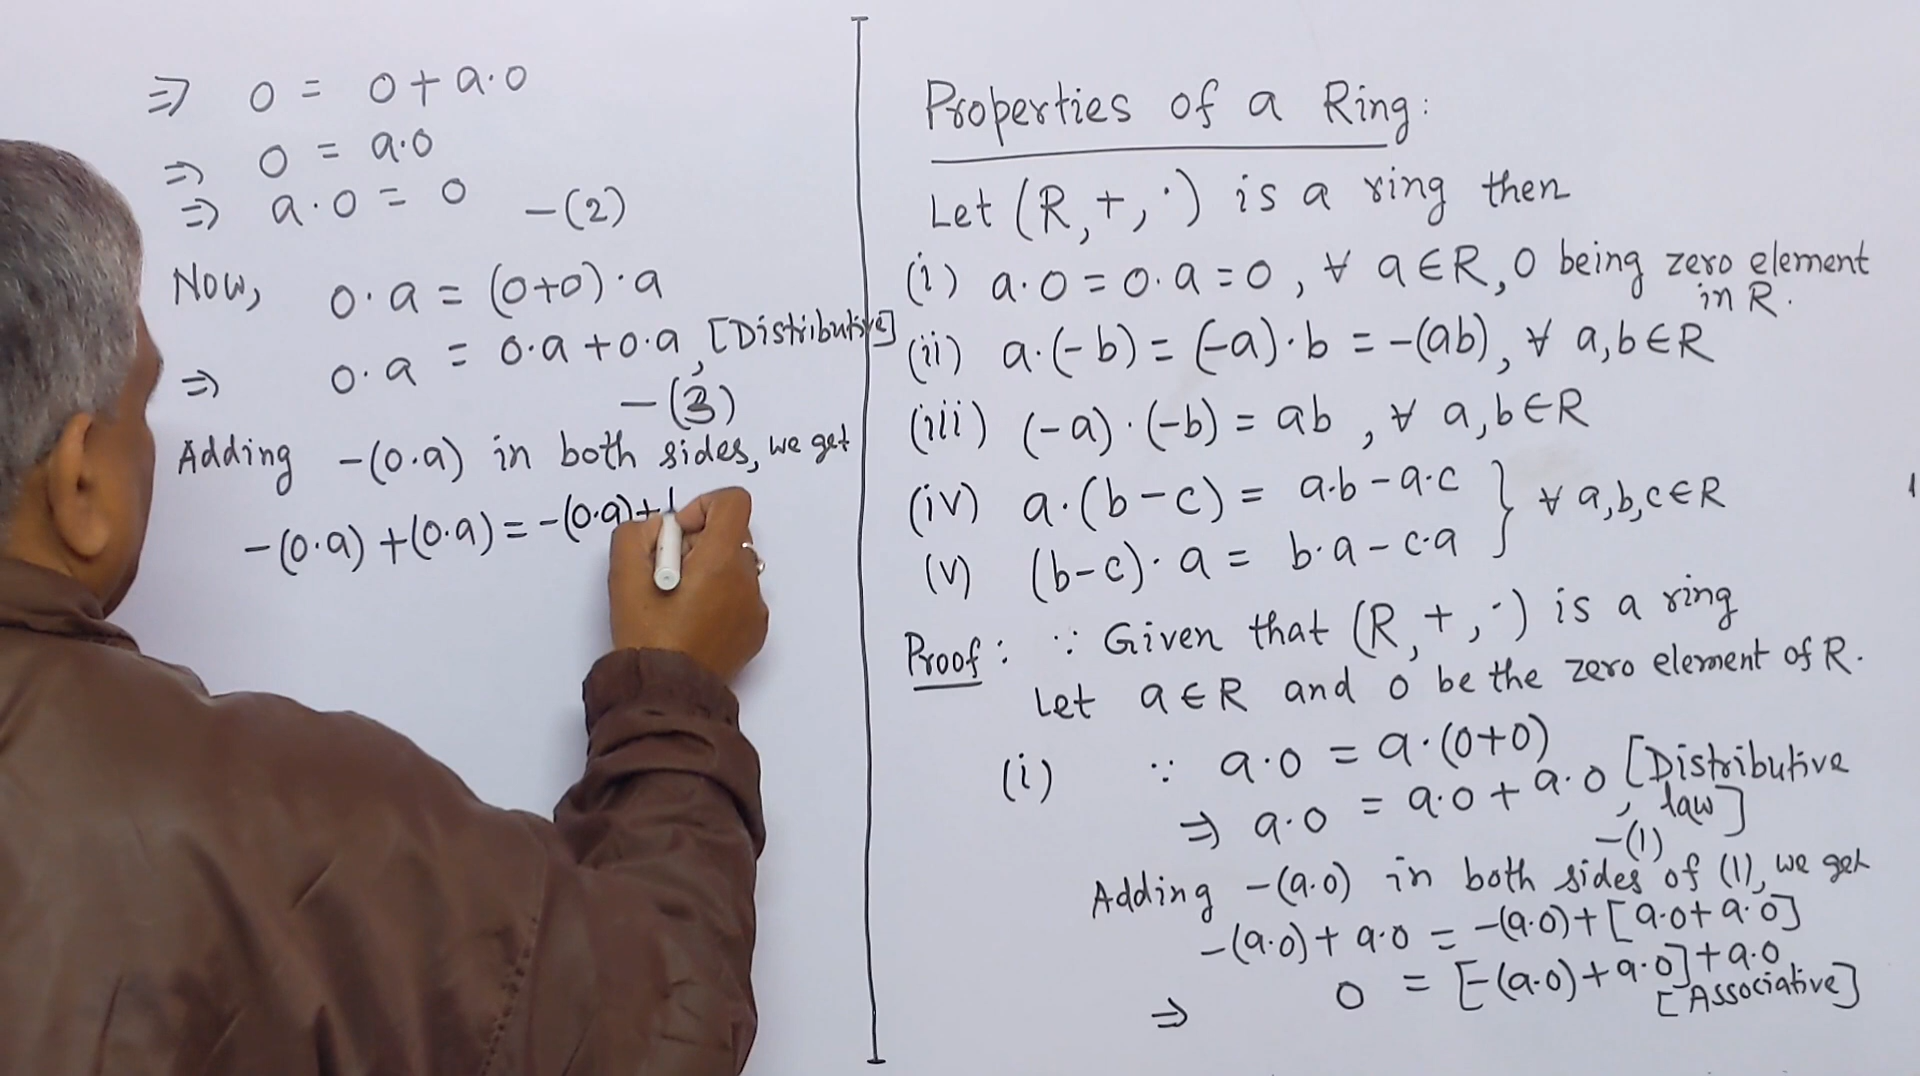 Properties of a Ring:
Let (R, +, ·) is a ring then
(i) a·0 = 0·a = 0, ∀ a∈R, 0 being zero element
in R.
(ii) a·(-b) = (-a)·b = -(ab), ∀ a,b∈R
(iii) (-a)·(-b) = ab, ∀ a,b∈R
(iv) a·(b-c) = a·b - a·c } ∀ a,b,c∈R
(v) (b-c)·a = b·a - c·a
Proof: ∵ Given that (R, +, ·) is a ring
Let a∈R and 0 be the zero element of R.
(i) ∵ a·0 = a·(0+0)
⇒ a·0 = a·0 + a·0, [Distributive
law]
-(1)
Adding -(a·0) in both sides of (1), we get
-(a·0) + a·0 = -(a·0) + [a·0 + a·0]
⇒ 0 = [-(a·0) + a·0] + a·0
[Associative]
⇒ 0 = 0 + a·0
⇒ 0 = a·0
⇒ a·0 = 0 -(2)
Now, 0·a = (0+0)·a
⇒ 0·a = 0·a + 0·a, [Distributive]
-(3)
Adding -(0·a) in both sides, we get
-(0·a) + (0·a) = -(0·a) +